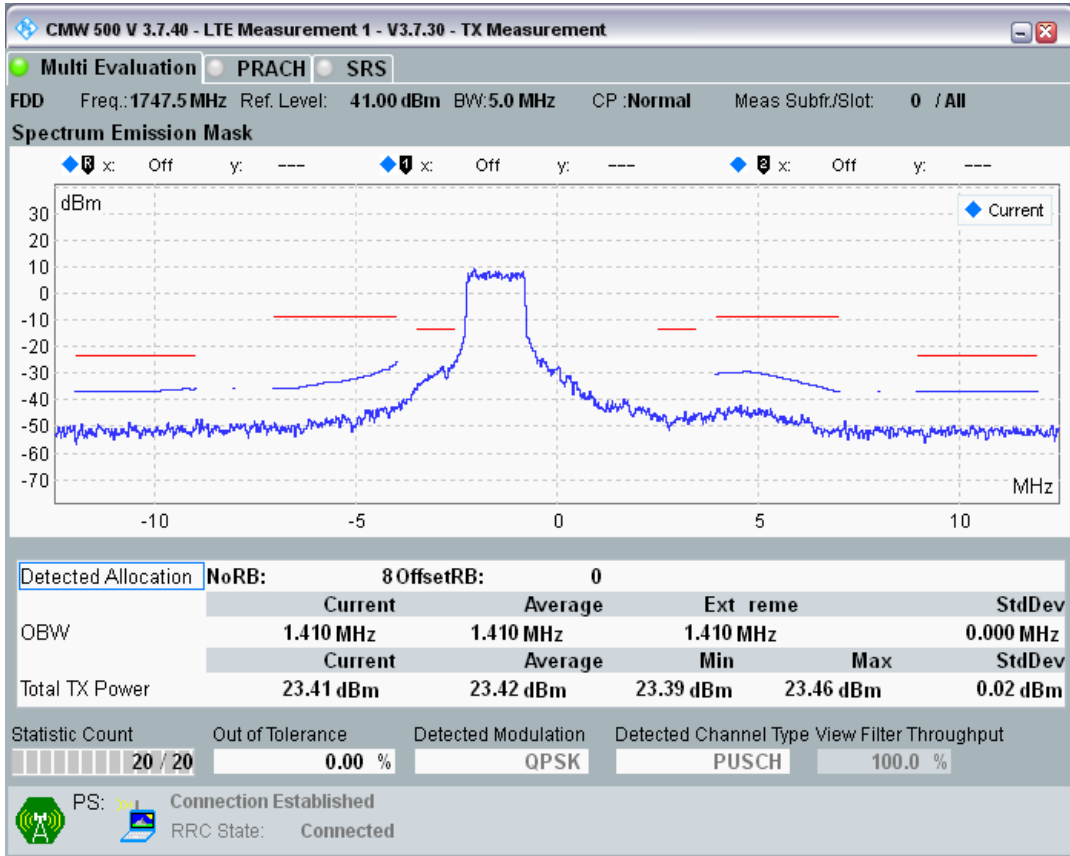 CMW 500 V 3.7.40 - LTE Measurement 1 - V3.7.30 - TX Measurement
Multi Evaluation PRACH SRS
FDD Freq.:1747.5 MHz Ref. Level: 41.00 dBm BW:5.0 MHz CP :Normal Meas Subfr./Slot: 0 / All
Spectrum Emission Mask
R x: Off y: --- 1 x: Off y: --- 2 x: Off y: ---
dBm
Current
30
20
10
0
-10
-20
-30
-40
-50
-60
-70
MHz
-10 -5 0 5 10
Detected Allocation NoRB: 8 OffsetRB: 0
Current Average Ext reme StdDev
OBW 1.410 MHz 1.410 MHz 1.410 MHz 0.000 MHz
Current Average Min Max StdDev
Total TX Power 23.41 dBm 23.42 dBm 23.39 dBm 23.46 dBm 0.02 dBm
Statistic Count Out of Tolerance Detected Modulation Detected Channel Type View Filter Throughput
20 / 20 0.00 % QPSK PUSCH 100.0 %
PS: Connection Established
RRC State: Connected